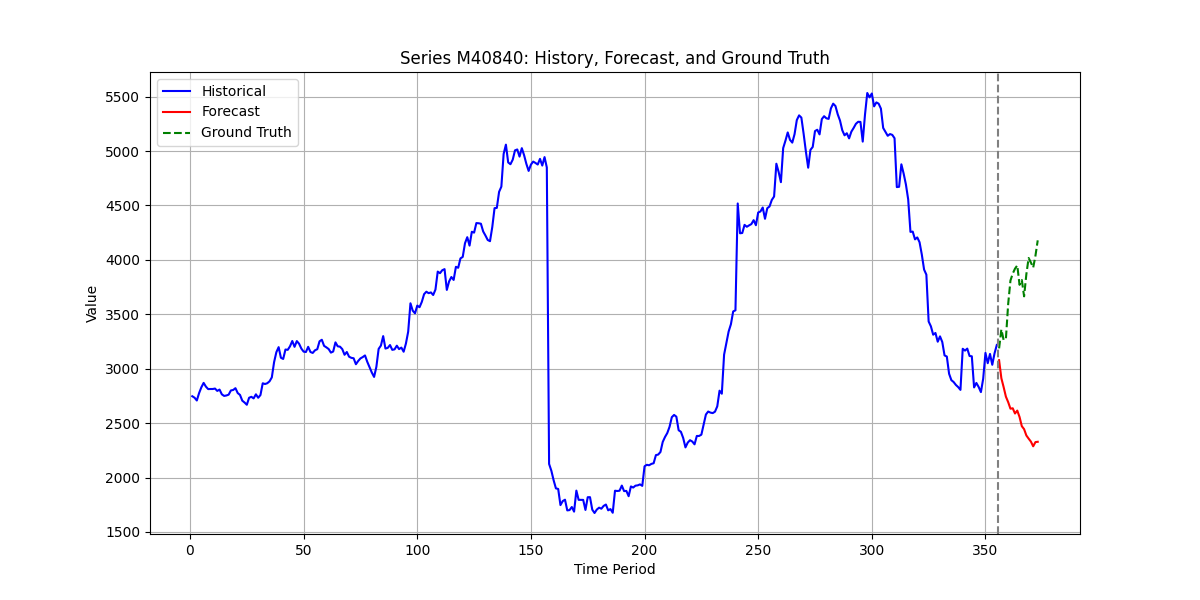 Series M40840: History, Forecast, and Ground Truth
Historical
Forecast
Ground Truth
Value
5500
5000
4500
4000
3500
3000
2500
2000
1500
0 50 100 150 200 250 300 350
Time Period